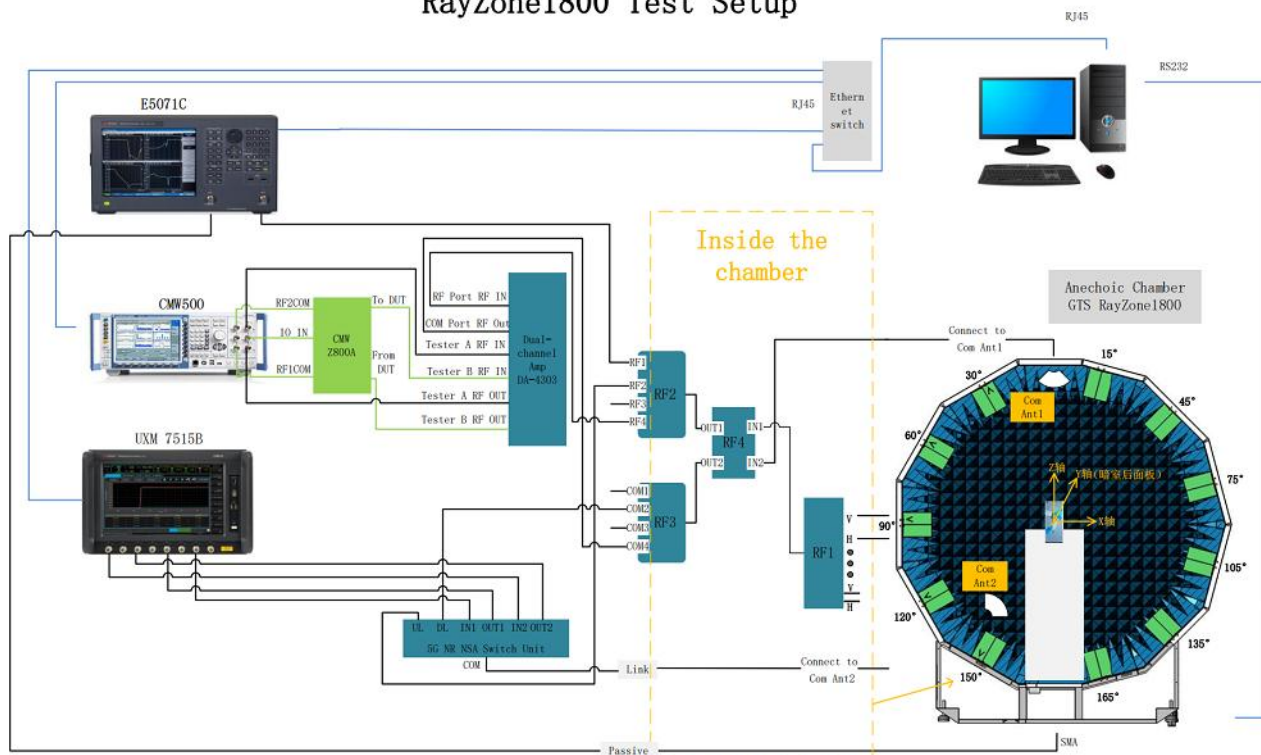 RayZone1800 Test Setup
RJ45
RS232
E5071C
RJ45
Ethern
et
switch
Inside the
chamber
Anechoic Chamber
GTS RayZone1800
CMW500
RF2COM
IO IN
RF1COM
CMW
Z800A
To DUT
From
DUT
RF Port RF IN
COM Port RF Out
Tester A RF IN
Tester B RF IN
Tester A RF OUT
Tester B RF OUT
Dual-
channel
Amp
DA-4303
RF1
RF2
RF3
RF4
RF2
OUT1
OUT2
RF4
IN1
IN2
Connect to
Com Ant1
COM1
COM2
COM3
COM4
RF3
RF1
V
H
V
H
15°
30°
45°
60°
75°
90°
105°
120°
135°
150°
165°
Com
Ant1
Z轴
Y轴(暗室后面板)
X轴
Com
Ant2
UXM 7515B
UL DL IN1 OUT1 IN2 OUT2
5G NR NSA Switch Unit
COM
Link
Connect to
Com Ant2
Passive
SMA